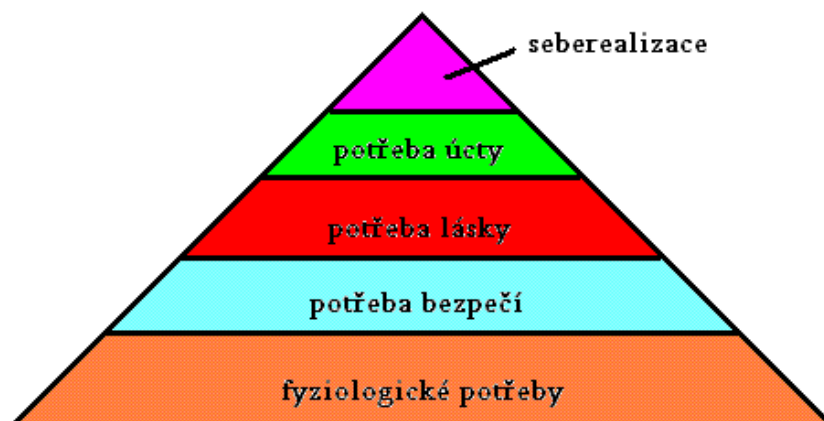 seberealizace
potřeba úcty
potřeba lásky
potřeba bezpečí
fyziologické potřeby